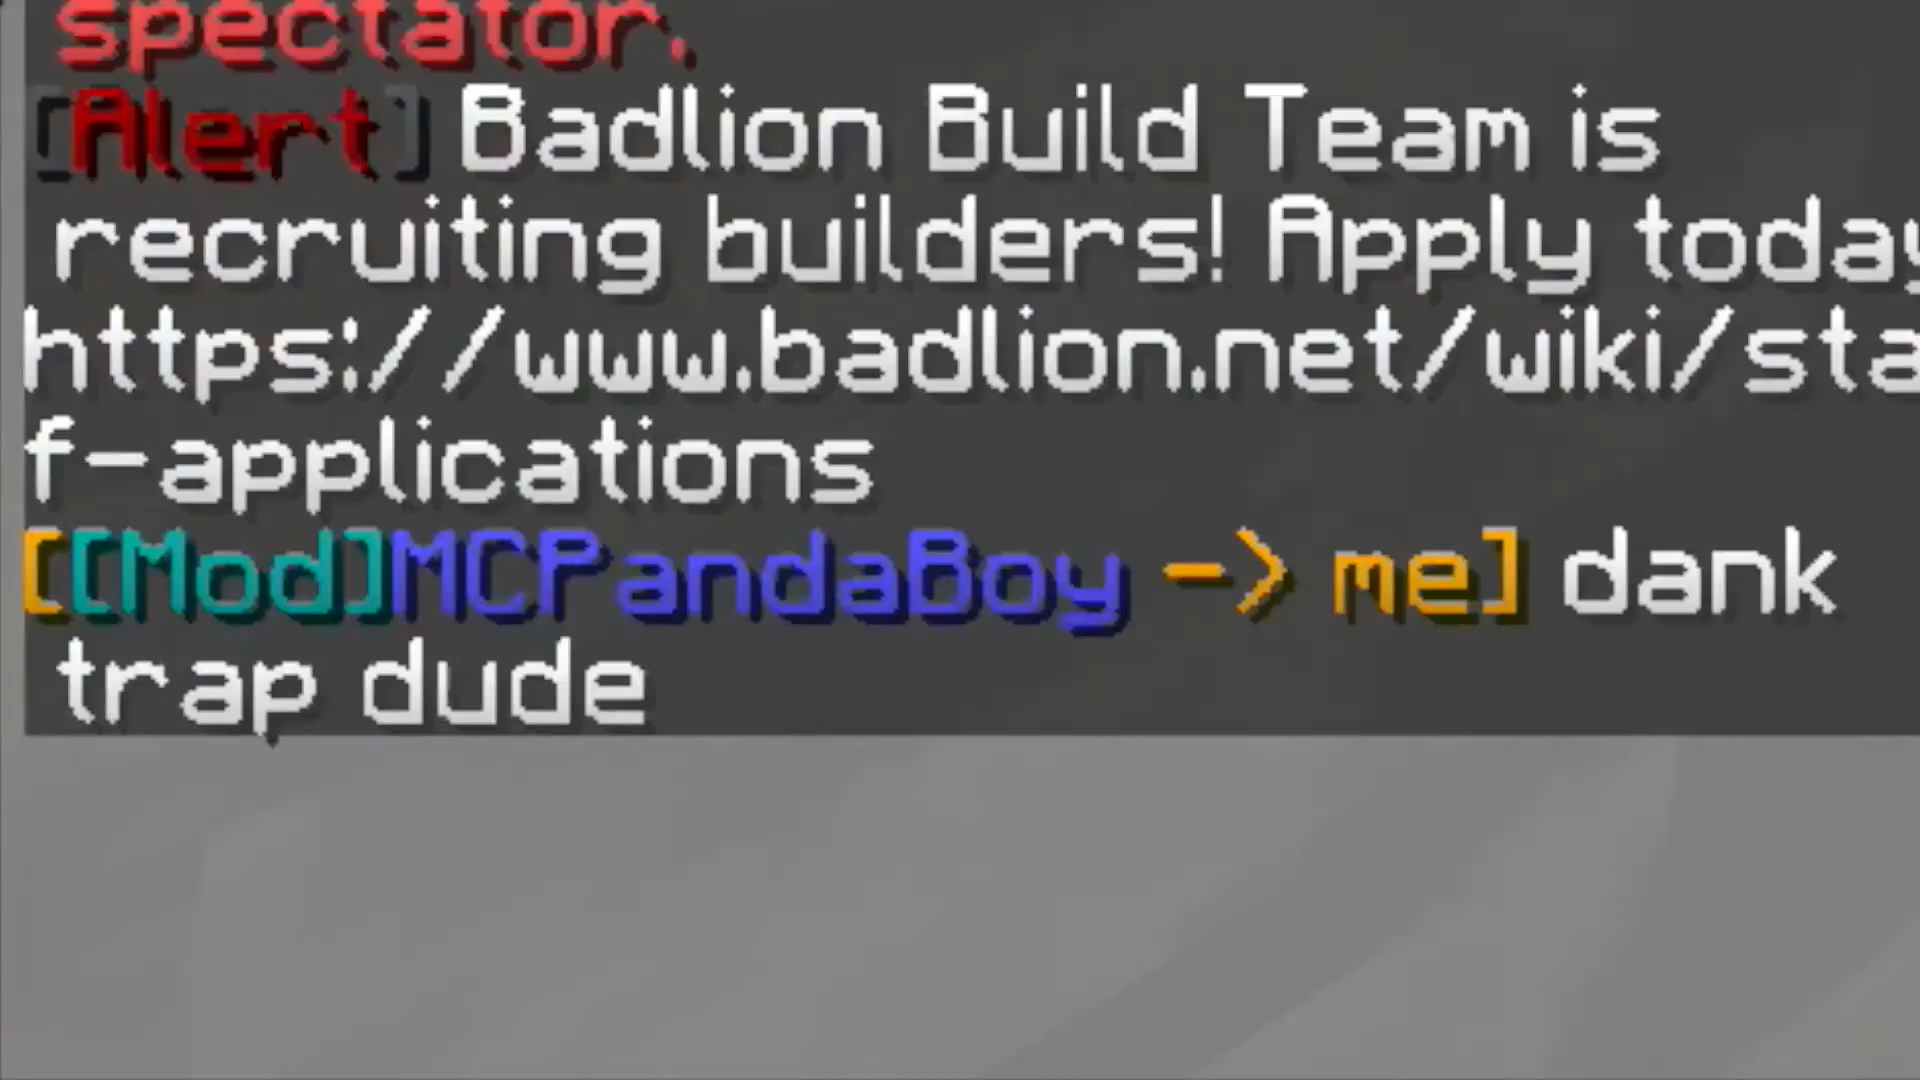 spectator.
[Alert] Badlion Build Team is
recruiting builders! Apply today
https://www.badlion.net/wiki/sta
f-applications
[[Mod]MCPandaBoy -> me] dank
trap dude